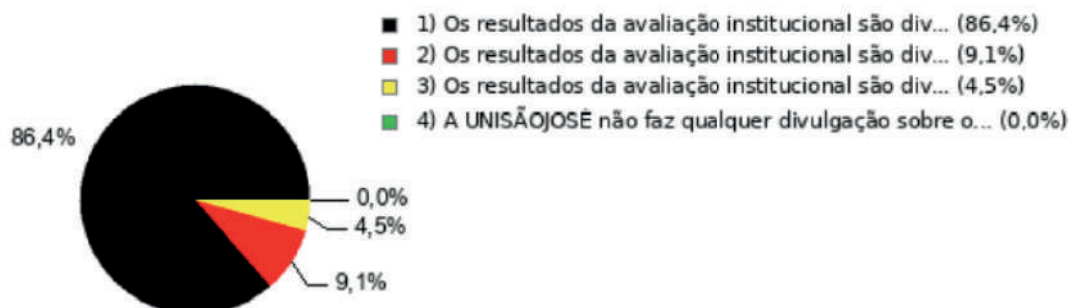 1) Os resultados da avaliação institucional são div... (86,4%)
2) Os resultados da avaliação institucional são div... (9,1%)
3) Os resultados da avaliação institucional são div... (4,5%)
4) A UNISÃOJOSÉ não faz qualquer divulgação sobre o... (0,0%)
86,4%
0,0%
4,5%
9,1%